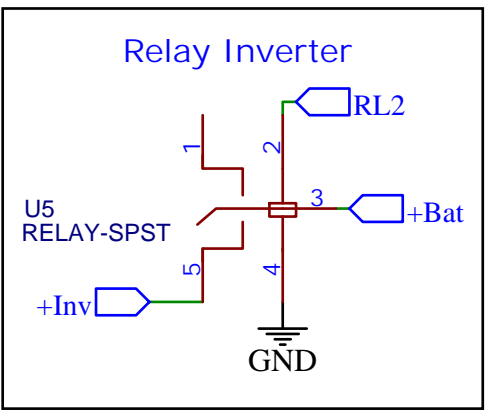 Relay Inverter
RL2
1
2
3
+Bat
U5
RELAY-SPST
5
4
+Inv
GND